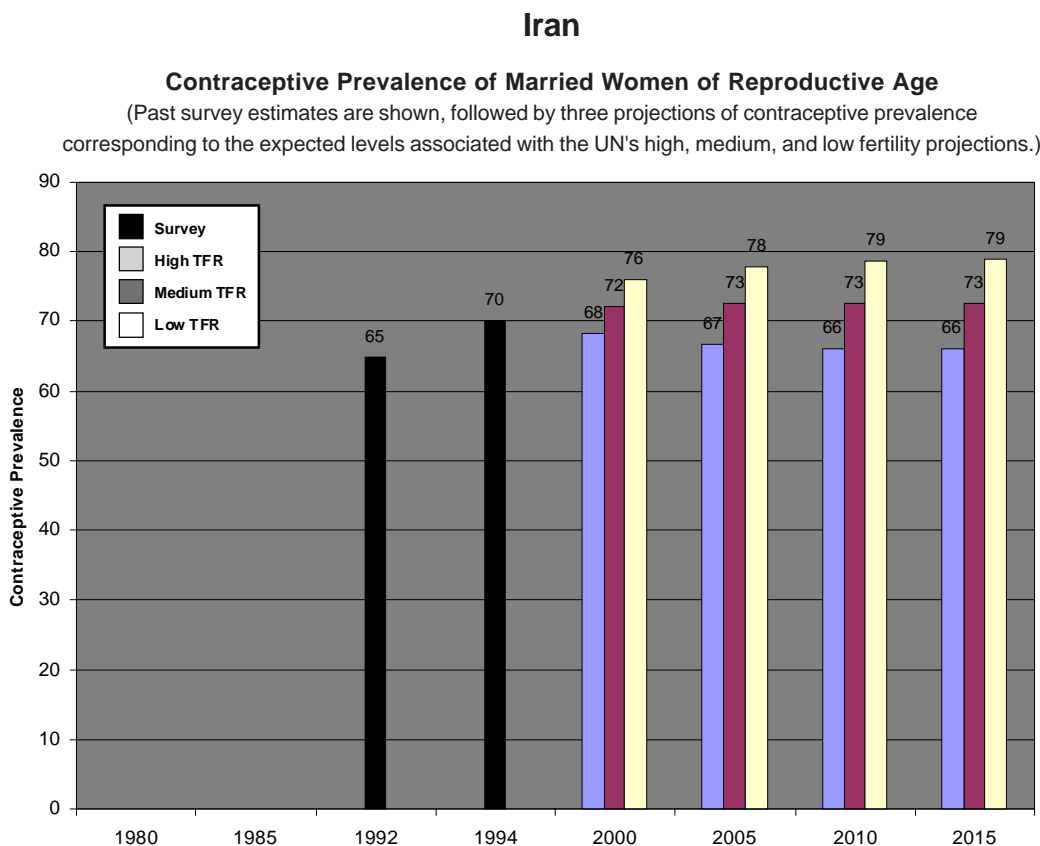 Iran
Contraceptive Prevalence of Married Women of Reproductive Age
(Past survey estimates are shown, followed by three projections of contraceptive prevalence
corresponding to the expected levels associated with the UN's high, medium, and low fertility projections.)
90
80
70
60
50
40
30
20
10
0
Contraceptive Prevalence
Survey
High TFR
Medium TFR
Low TFR
65
70
68
72
76
67
73
78
66
73
79
66
73
79
1980 1985 1992 1994 2000 2005 2010 2015